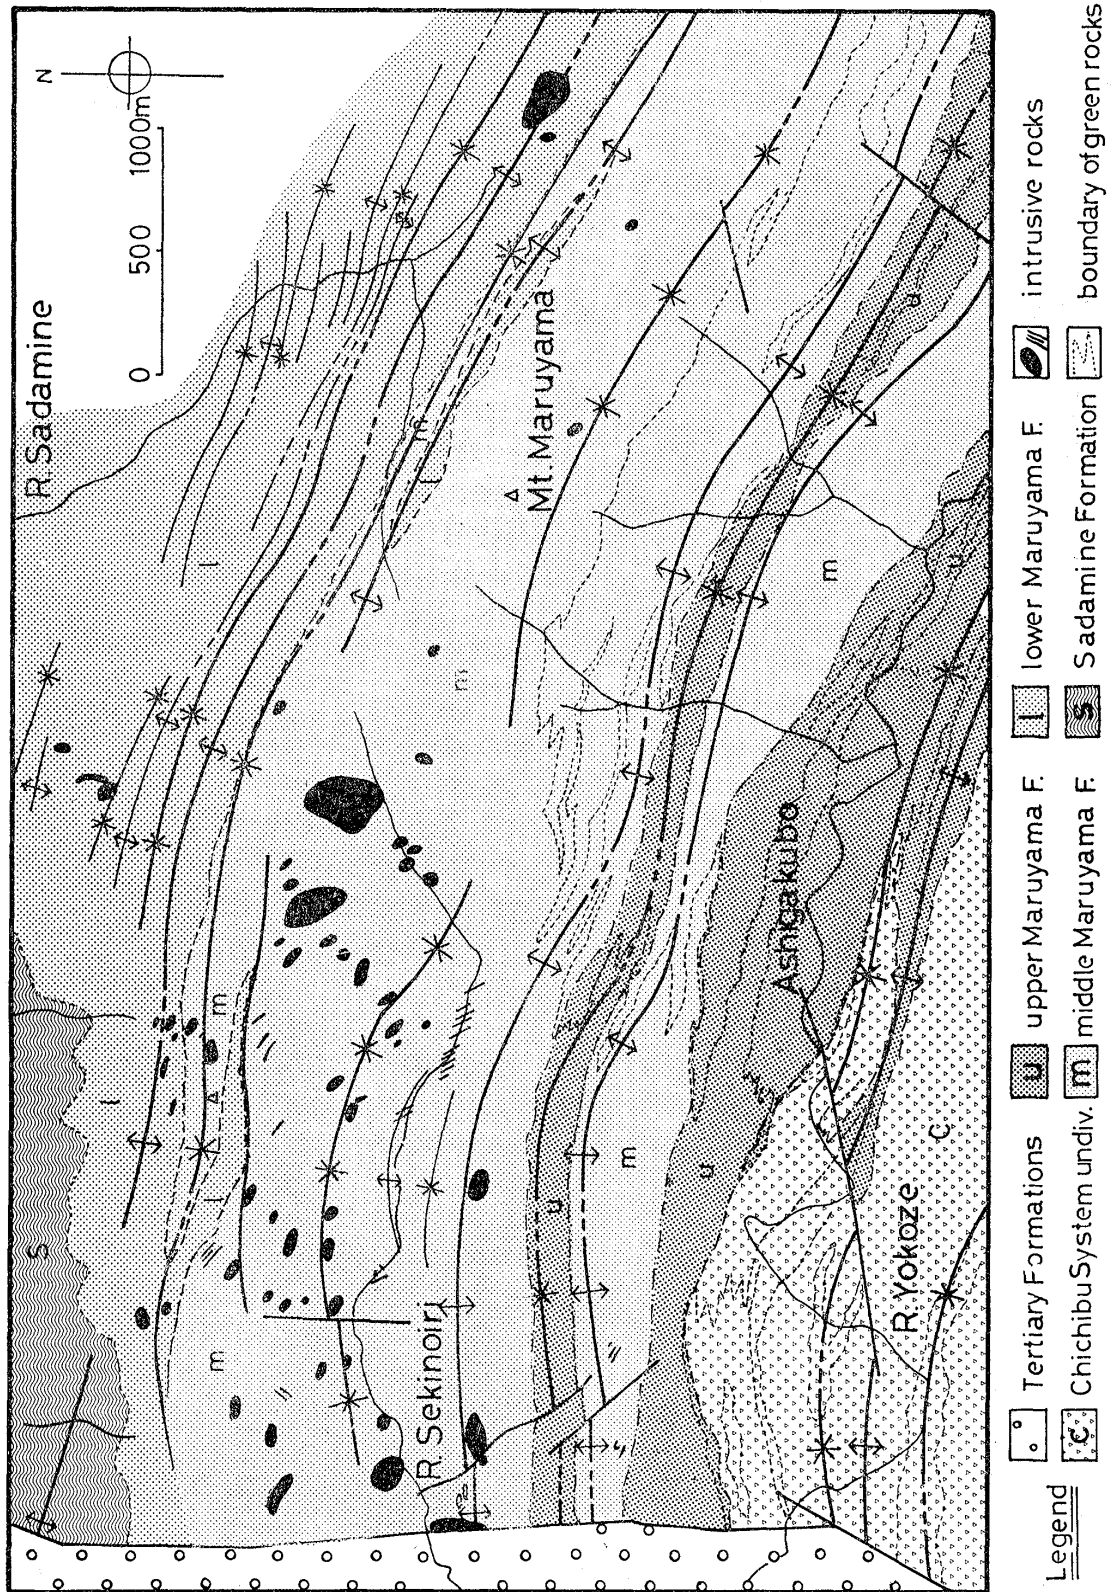 R. Sadamine
N
S
0 500 1000m
l
l
m
l
m
m
l
m
R. Sekinoiri
Mt. Maruyama
u
m
u
Ashigakubo
m
R. Yokoze
u
C
u
Legend
Tertiary Formations
u upper Maruyama F.
l lower Maruyama F.
intrusive rocks
C Chichibu System undiv.
m middle Maruyama F.
S Sadamine Formation
boundary of green rocks